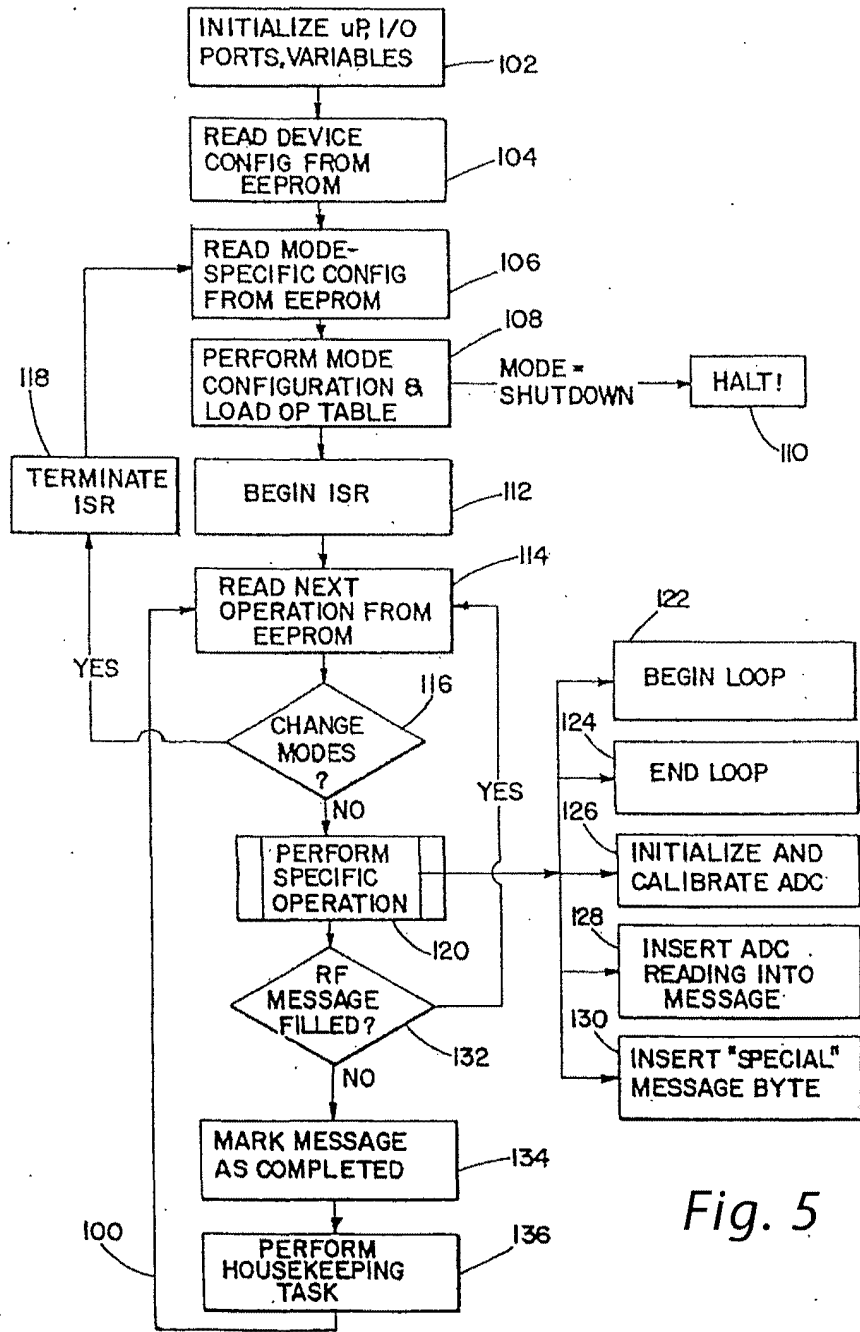 INITIALIZE uP, I/O
PORTS, VARIABLES
102
READ DEVICE
CONFIG FROM
EEPROM
104
READ MODE-
SPECIFIC CONFIG
FROM EEPROM
106
108
PERFORM MODE
CONFIGURATION &
LOAD OP TABLE
MODE =
SHUTDOWN
HALT!
110
118
TERMINATE
ISR
BEGIN ISR
112
114
READ NEXT
OPERATION FROM
EEPROM
YES
116
CHANGE
MODES
?
NO
YES
122
BEGIN LOOP
124
END LOOP
126
INITIALIZE AND
CALIBRATE ADC
128
INSERT ADC
READING INTO
MESSAGE
130
INSERT "SPECIAL"
MESSAGE BYTE
PERFORM
SPECIFIC
OPERATION
120
RF
MESSAGE
FILLED?
132
NO
MARK MESSAGE
AS COMPLETED
134
100
PERFORM
HOUSEKEEPING
TASK
136
Fig. 5